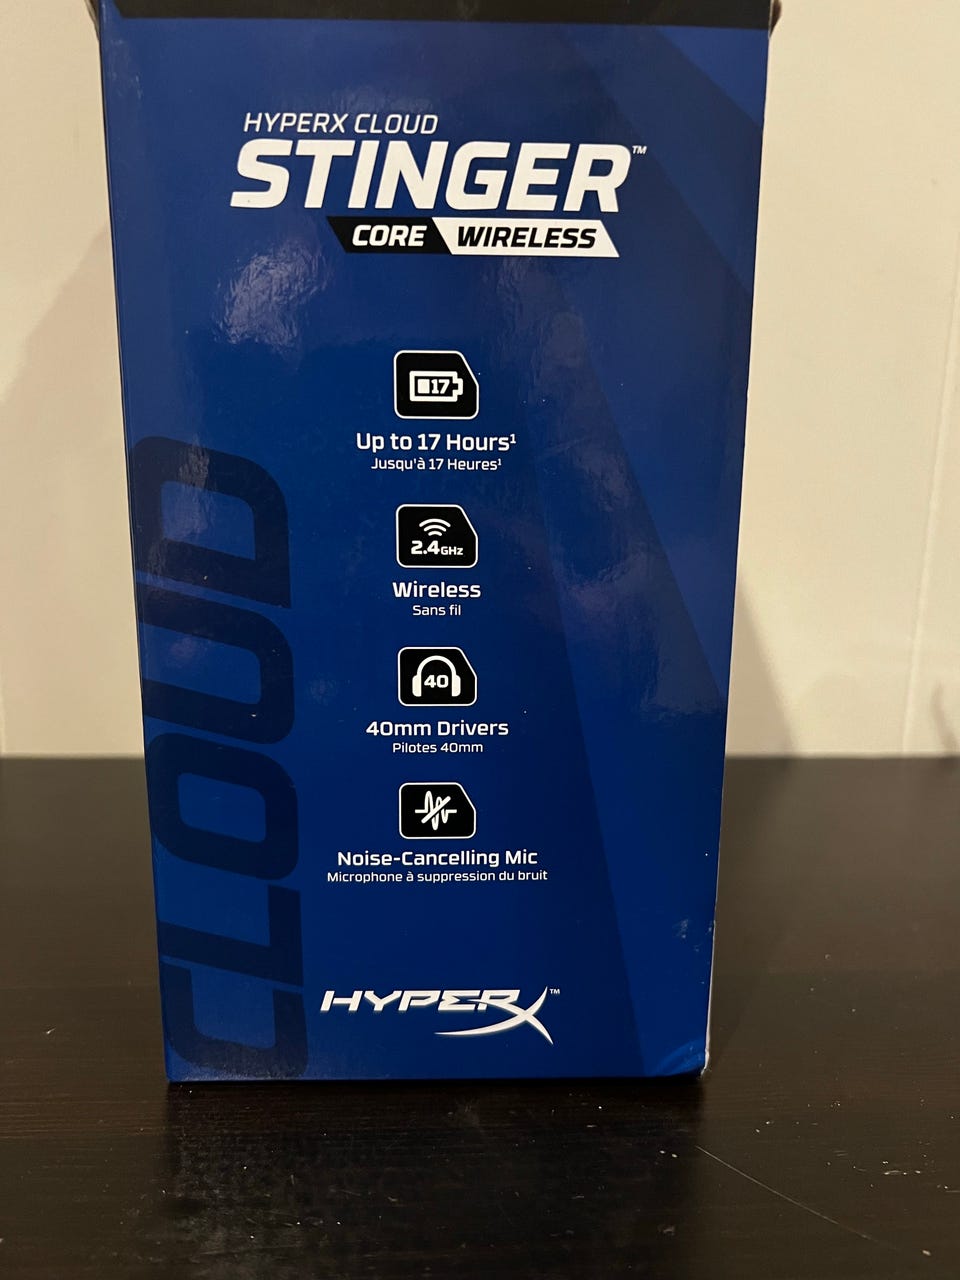 HYPERX CLOUD
STINGER™
CORE WIRELESS
17
Up to 17 Hours¹
Jusqu'à 17 Heures¹
2.4GHz
Wireless
Sans fil
40
40mm Drivers
Pilotes 40mm
Noise-Cancelling Mic
Microphone à suppression du bruit
CLOUD
HYPERX™